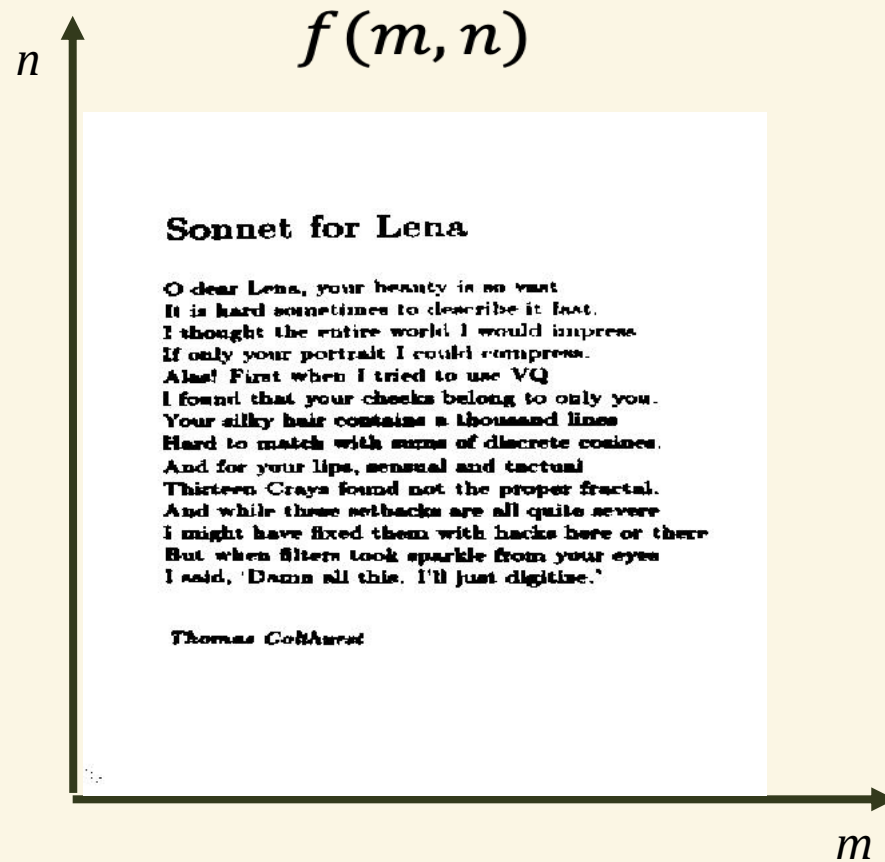 f(m, n)
n
Sonnet for Lena
O dear Lena, your beauty is so vast
It is hard sometimes to describe it fast.
I thought the entire world I would impress
If only your portrait I could compress.
Alas! First when I tried to use VQ
I found that your cheeks belong to only you.
Your silky hair contains a thousand lines
Hard to match with sums of discrete cosines.
And for your lips, sensual and tactual
Thirteen Crays found not the proper fractal.
And while these setbacks are all quite severe
I might have fixed them with hacks here or there
But when filters took sparkle from your eyes
I said, 'Damn all this. I'll just digitize.'
Thomas Colthurst
m